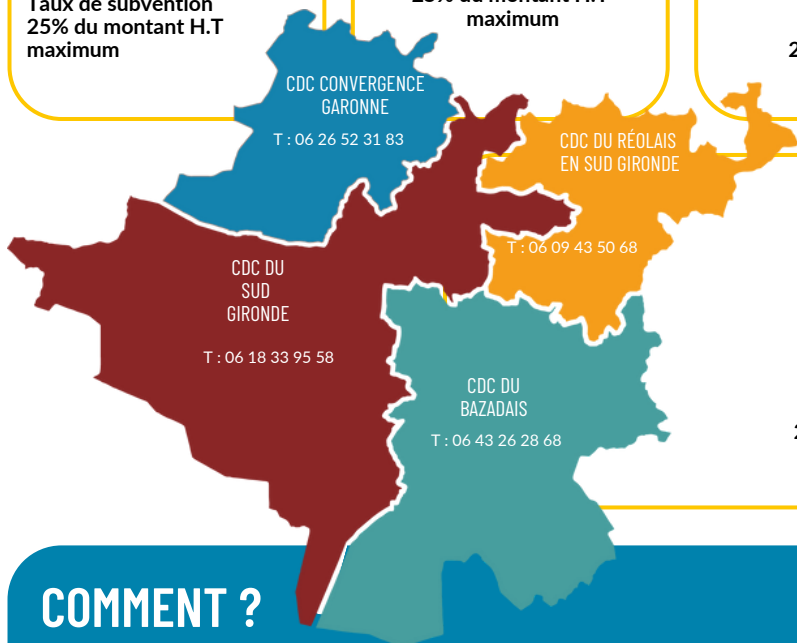 Taux de subvention
25% du montant H.T
maximum
maximum
CDC CONVERGENCE
GARONNE
T : 06 26 52 31 83
CDC DU RÉOLAIS
EN SUD GIRONDE
T : 06 09 43 50 68
CDC DU
SUD
GIRONDE
T : 06 18 33 95 58
CDC DU
BAZADAIS
T : 06 43 26 28 68
COMMENT ?